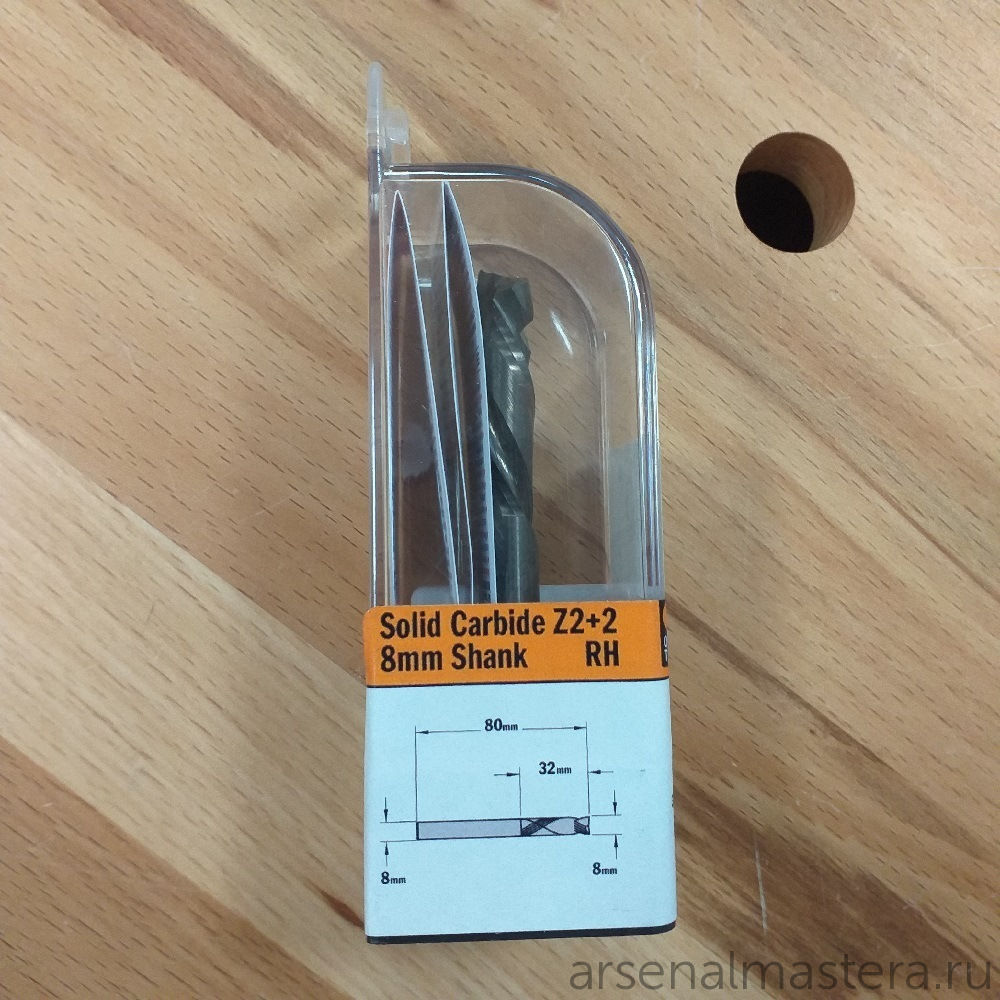 Solid Carbide Z2+2
8mm Shank RH
80mm
32mm
8mm
8mm
arsenalmastera.ru